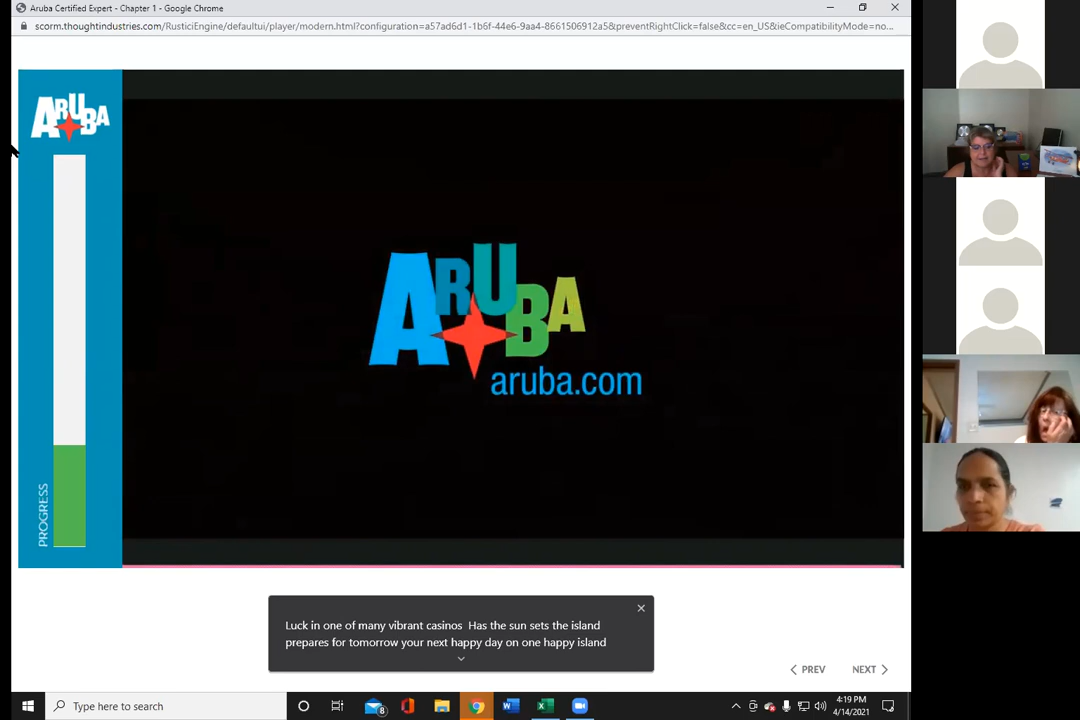 Aruba Certified Expert - Chapter 1 - Google Chrome
scorm.thoughtindustries.com/RusticiEngine/defaultui/player/modern.html?configuration=a57ad6d1-1b6f-44e6-9aa4-8661506912a5&preventRightClick=false&cc=en_US&ieCompatibilityMode=no...
ARUBA
PROGRESS
ARUBA
aruba.com
Luck in one of many vibrant casinos Has the sun sets the island
prepares for tomorrow your next happy day on one happy island
PREV
NEXT
Type here to search
8
4:19 PM
4/14/2021